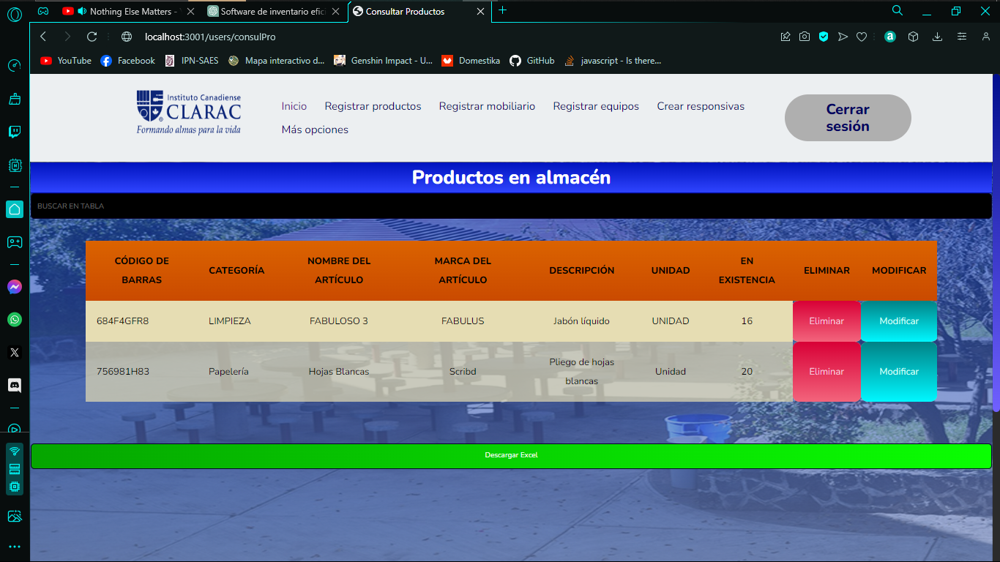 Nothing Else Matters -
Software de inventario efic
Consultar Productos
localhost:3001/users/consulPro
YouTube
Facebook
IPN-SAES
Mapa interactivo d...
Genshin Impact - U...
Domestika
GitHub
javascript - Is there...
Instituto Canadiense
CLARAC
Formando almas para la vida
Inicio
Registrar productos
Registrar mobiliario
Registrar equipos
Crear responsivas
Más opciones
Cerrar
sesión
Productos en almacén
BUSCAR EN TABLA
CÓDIGO DE
BARRAS
CATEGORÍA
NOMBRE DEL
ARTÍCULO
MARCA DEL
ARTÍCULO
DESCRIPCIÓN
UNIDAD
EN
EXISTENCIA
ELIMINAR
MODIFICAR
684F4GFR8
LIMPIEZA
FABULOSO 3
FABULUS
Jabón líquido
UNIDAD
16
Eliminar
Modificar
756981H83
Papelería
Hojas Blancas
Scribd
Pliego de hojas
blancas
Unidad
20
Eliminar
Modificar
Descargar Excel